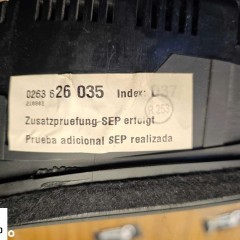 0263 626 035 Index:
Zusatzpruefung-SEP erfolgt
Prueba adicional SEP realizada